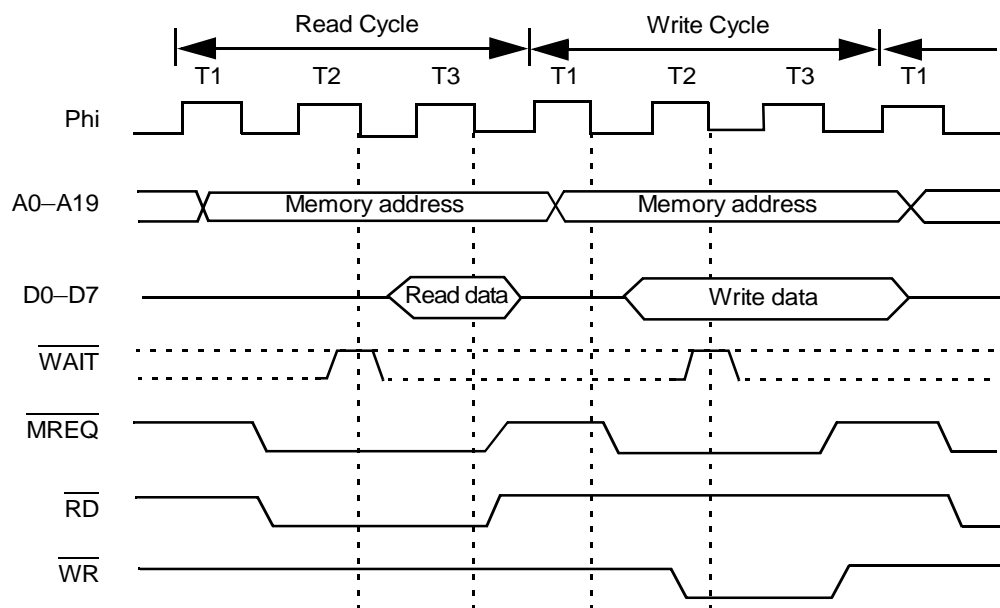 Read Cycle Write Cycle
T1 T2 T3 T1 T2 T3 T1
Phi
A0–A19 Memory address Memory address
D0–D7 Read data Write data
WAIT
MREQ
RD
WR